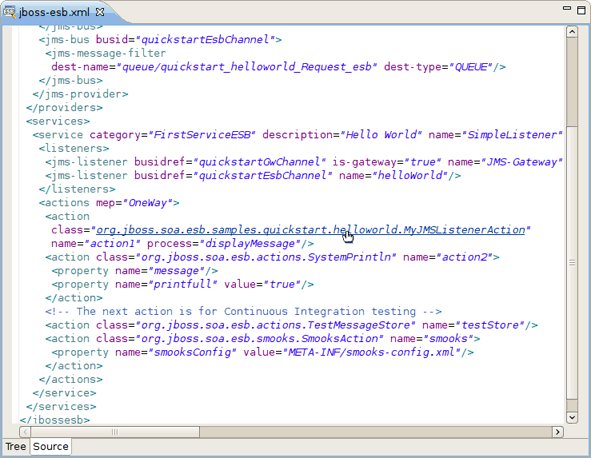 jboss-esb.xml
</jms-bus>
<jms-bus busid="quickstartEsbChannel">
<jms-message-filter
dest-name="queue/quickstart_helloworld_Request_esb" dest-type="QUEUE"/>
</jms-bus>
</jms-provider>
</providers>
<services>
<service category="FirstServiceESB" description="Hello World" name="SimpleListener"
<listeners>
<jms-listener busidref="quickstartGwChannel" is-gateway="true" name="JMS-Gateway"
<jms-listener busidref="quickstartEsbChannel" name="helloWorld"/>
</listeners>
<actions mep="OneWay">
<action
class="org.jboss.soa.esb.samples.quickstart.helloworld.MyJMSListenerAction"
name="action1" process="displayMessage"/>
<action class="org.jboss.soa.esb.actions.SystemPrintln" name="action2">
<property name="message"/>
<property name="printfull" value="true"/>
</action>
<!-- The next action is for Continuous Integration testing -->
<action class="org.jboss.soa.esb.actions.TestMessageStore" name="testStore"/>
<action class="org.jboss.soa.esb.smooks.SmooksAction" name="smooks">
<property name="smooksConfig" value="META-INF/smooks-config.xml"/>
</action>
</actions>
</service>
</services>
</jbossesb>
Tree Source